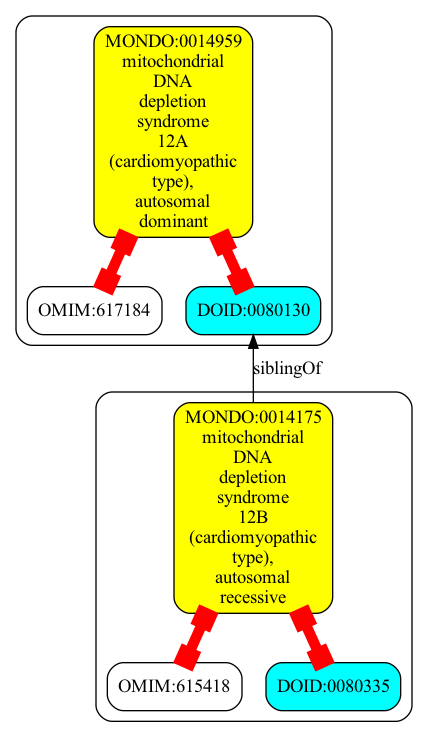 MONDO:0014959
mitochondrial
DNA
depletion
syndrome
12A
(cardiomyopathic
type),
autosomal
dominant
OMIM:617184
DOID:0080130
siblingOf
MONDO:0014175
mitochondrial
DNA
depletion
syndrome
12B
(cardiomyopathic
type),
autosomal
recessive
OMIM:615418
DOID:0080335